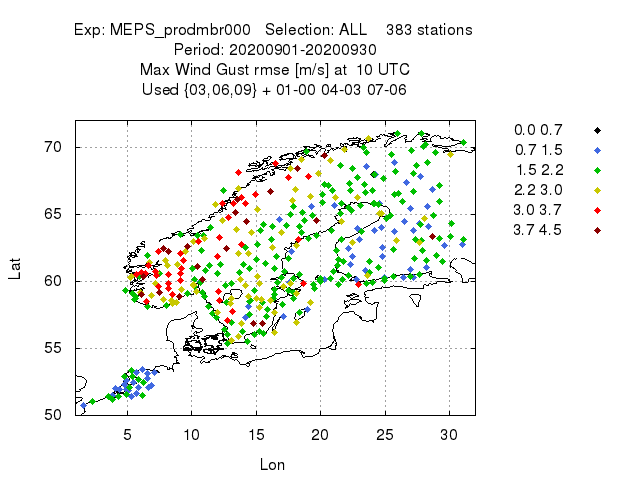 Exp: MEPS_prodmbr000 Selection: ALL 383 stations
Period: 20200901-20200930
Max Wind Gust rmse [m/s] at 10 UTC
Used {03,06,09} + 01-00 04-03 07-06
70
65
60
55
50
Lat
5 10 15 20 25 30
Lon
0.0 0.7
0.7 1.5
1.5 2.2
2.2 3.0
3.0 3.7
3.7 4.5